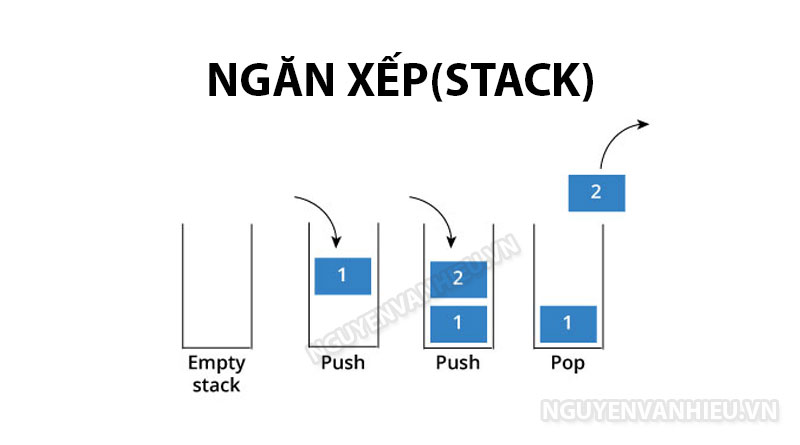 NGĂN XẾP(STACK)
2
1
2
1
1
NGUYENVANHIEU.VN
Empty
stack
Push
Push
Pop
NGUYENVANHIEU.VN